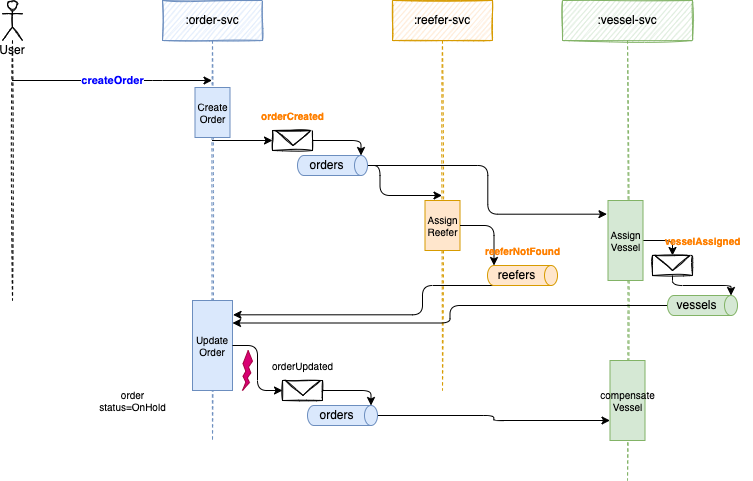 :order-svc
:reefer-svc
:vessel-svc
User
createOrder
Create
Order
orderCreated
orders
Assign
Reefer
Assign
Vessel
reeferNotFound
vesselAssigned
reefers
vessels
Update
Order
orderUpdated
order
status=OnHold
orders
compensate
Vessel